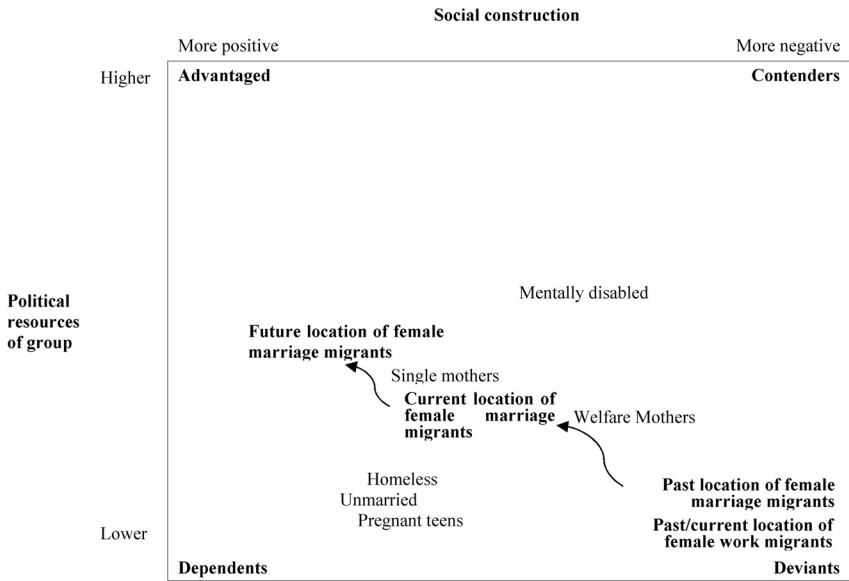 Social construction
More positive
More negative
Higher
Advantaged
Contenders
Mentally disabled
Political
resources
of group
Future location of female
marriage migrants
Single mothers
Current location of
female marriage
migrants
Welfare Mothers
Homeless
Unmarried
Pregnant teens
Past location of female
marriage migrants
Past/current location of
female work migrants
Lower
Dependents
Deviants